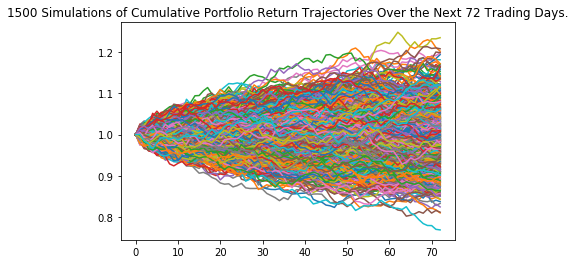 1500 Simulations of Cumulative Portfolio Return Trajectories Over the Next 72 Trading Days.
1.2
1.1
1.0
0.9
0.8
0 10 20 30 40 50 60 70